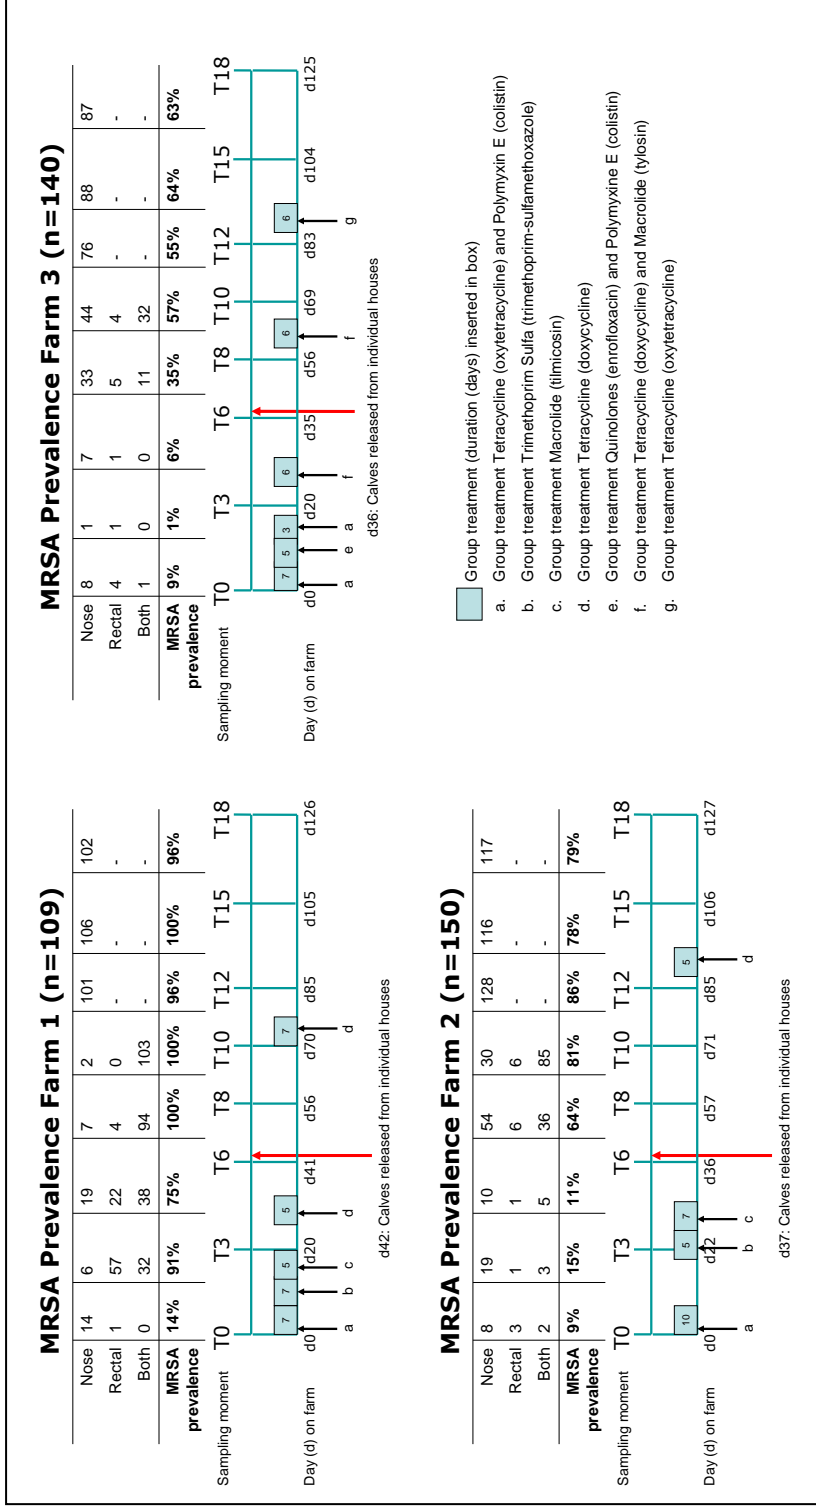 MRSA Prevalence Farm 1 (n=109)
Nose 14 6 19 7 2 101 106 102
Rectal 1 57 22 4 0 - - -
Both 0 32 38 94 103 - - -
MRSA prevalence 14% 91% 75% 100% 100% 96% 100% 96%
Sampling moment T0 T3 T6 T8 T10 T12 T15 T18
7 7 5 5 7
Day (d) on farm d0 d20 d41 d56 d70 d85 d105 d126
a b c d d
d42: Calves released from individual houses
MRSA Prevalence Farm 2 (n=150)
Nose 8 19 10 54 30 128 116 117
Rectal 3 1 1 6 6 - - -
Both 2 3 5 36 85 - - -
MRSA prevalence 9% 15% 11% 64% 81% 86% 78% 79%
Sampling moment T0 T3 T6 T8 T10 T12 T15 T18
10 5 7 5
Day (d) on farm d0 d22 d36 d57 d71 d85 d106 d127
a b c d
d37: Calves released from individual houses
MRSA Prevalence Farm 3 (n=140)
Nose 8 1 7 33 44 76 88 87
Rectal 4 1 1 5 4 - - -
Both 1 0 0 11 32 - - -
MRSA prevalence 9% 1% 6% 35% 57% 55% 64% 63%
Sampling moment T0 T3 T6 T8 T10 T12 T15 T18
7 5 3 6 6 6
Day (d) on farm d0 d20 d35 d56 d69 d83 d104 d125
a e a f f g
d36: Calves released from individual houses
Group treatment (duration (days) inserted in box)
a. Group treatment Tetracycline (oxytetracycline) and Polymyxin E (colistin)
b. Group treatment Trimethoprim Sulfa (trimethoprim-sulfamethoxazole)
c. Group treatment Macrolide (tilmicosin)
d. Group treatment Tetracycline (doxycycline)
e. Group treatment Quinolones (enrofloxacin) and Polymyxine E (colistin)
f. Group treatment Tetracycline (doxycycline) and Macrolide (tylosin)
g. Group treatment Tetracycline (oxytetracycline)